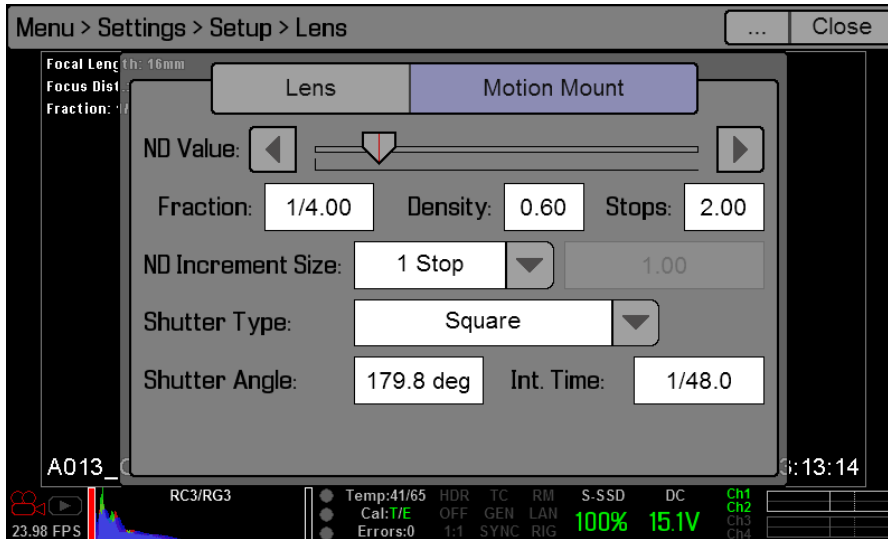 Menu > Settings > Setup > Lens ... Close
Focal Length: 16mm
Focus Dist
Fraction: 1/
Lens Motion Mount
ND Value:
Fraction: 1/4.00 Density: 0.60 Stops: 2.00
ND Increment Size: 1 Stop 1.00
Shutter Type: Square
Shutter Angle: 179.8 deg Int. Time: 1/48.0
A013_ :13:14
RC3/RG3 Temp:41/65 HDR TC RM S-SSD DC Ch1
Cal:T/E OFF GEN LAN 100% 15.1V Ch2
23.98 FPS Errors:0 1:1 SYNC RIG Ch3
Ch4